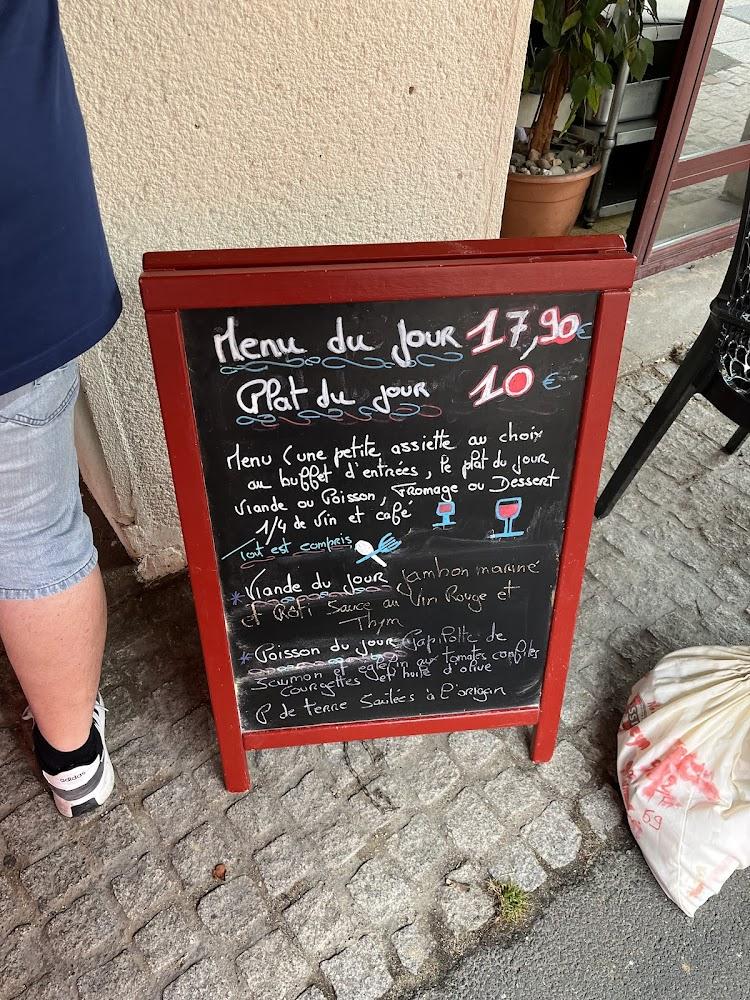 Menu du jour 17,90€
Plat du jour 10 €
Menu (une petite assiette au choix
au buffet d'entrées, le plat du jour
viande ou Poisson, Fromage ou Dessert
1/4 de vin et café
Tout est compris
*Viande du jour Jambon mariné
et Rôti Sauce au Vin Rouge et
Thym
*Poisson du jour Papillotte de
Saumon et eglefin aux tomates confites
courgettes et huile d'olive
P de terre Sautées à l'origan
adidas
59